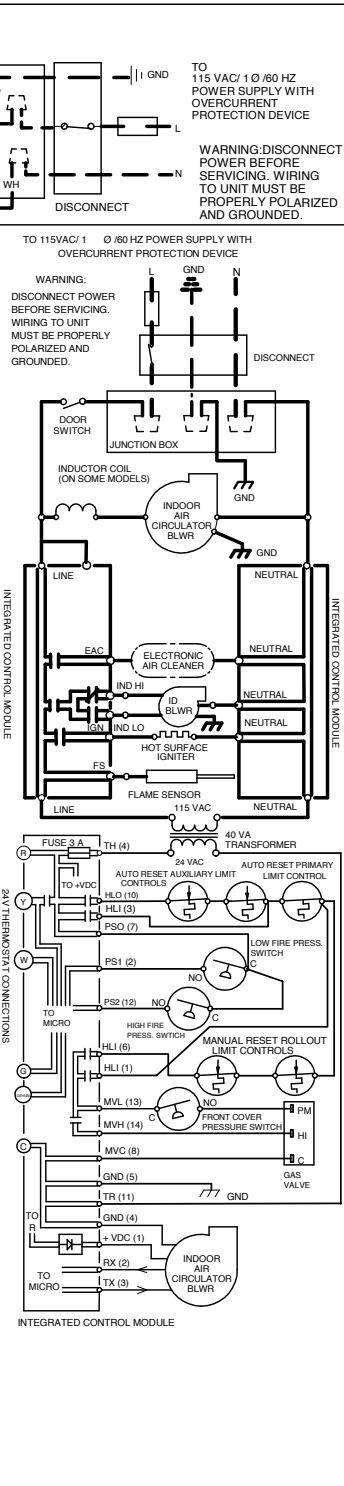 GND
TO
115 VAC/ 1 Ø /60 HZ
POWER SUPPLY WITH
OVERCURRENT
PROTECTION DEVICE
L
N
WH
DISCONNECT
WARNING:DISCONNECT
POWER BEFORE
SERVICING. WIRING
TO UNIT MUST BE
PROPERLY POLARIZED
AND GROUNDED.
TO 115VAC/ 1 Ø /60 HZ POWER SUPPLY WITH
OVERCURRENT PROTECTION DEVICE
WARNING:
DISCONNECT POWER
BEFORE SERVICING.
WIRING TO UNIT
MUST BE PROPERLY
POLARIZED AND
GROUNDED.
L
GND
N
DISCONNECT
DOOR
SWITCH
JUNCTION BOX
GND
INDUCTOR COIL
(ON SOME MODELS)
INDOOR
AIR
CIRCULATOR
BLWR
GND
LINE
NEUTRAL
INTEGRATED CONTROL MODULE
INTEGRATED CONTROL MODULE
EAC
ELECTRONIC
AIR CLEANER
NEUTRAL
IND HI
ID
BLWR
NEUTRAL
IND LO
NEUTRAL
IGN
HOT SURFACE
IGNITER
FS
FLAME SENSOR
LINE
115 VAC
NEUTRAL
40 VA
TRANSFORMER
24 VAC
FUSE 3 A
TH (4)
R
TO +VDC
AUTO RESET AUXILIARY LIMIT
CONTROLS
AUTO RESET PRIMARY
LIMIT CONTROL
HLO (10)
HLI (3)
Y
PSO (7)
24V THERMOSTAT CONNECTIONS
W
PS1 (2)
LOW FIRE PRESS.
SWITCH
C
NO
TO
MICRO
PS2 (12)
NO
C
HIGH FIRE
PRESS. SWTICH
HLI (6)
MANUAL RESET ROLLOUT
LIMIT CONTROLS
G
HLI (1)
MVL (13)
NO
C
FRONT COVER
PRESSURE SWITCH
PM
MVH (14)
HI
C
MVC (8)
C
GAS
VALVE
GND (5)
GND
TR (11)
TO
R
GND (4)
+ VDC (1)
RX (2)
TO
MICRO
TX (3)
INDOOR
AIR
CIRCULATOR
BLWR
INTEGRATED CONTROL MODULE